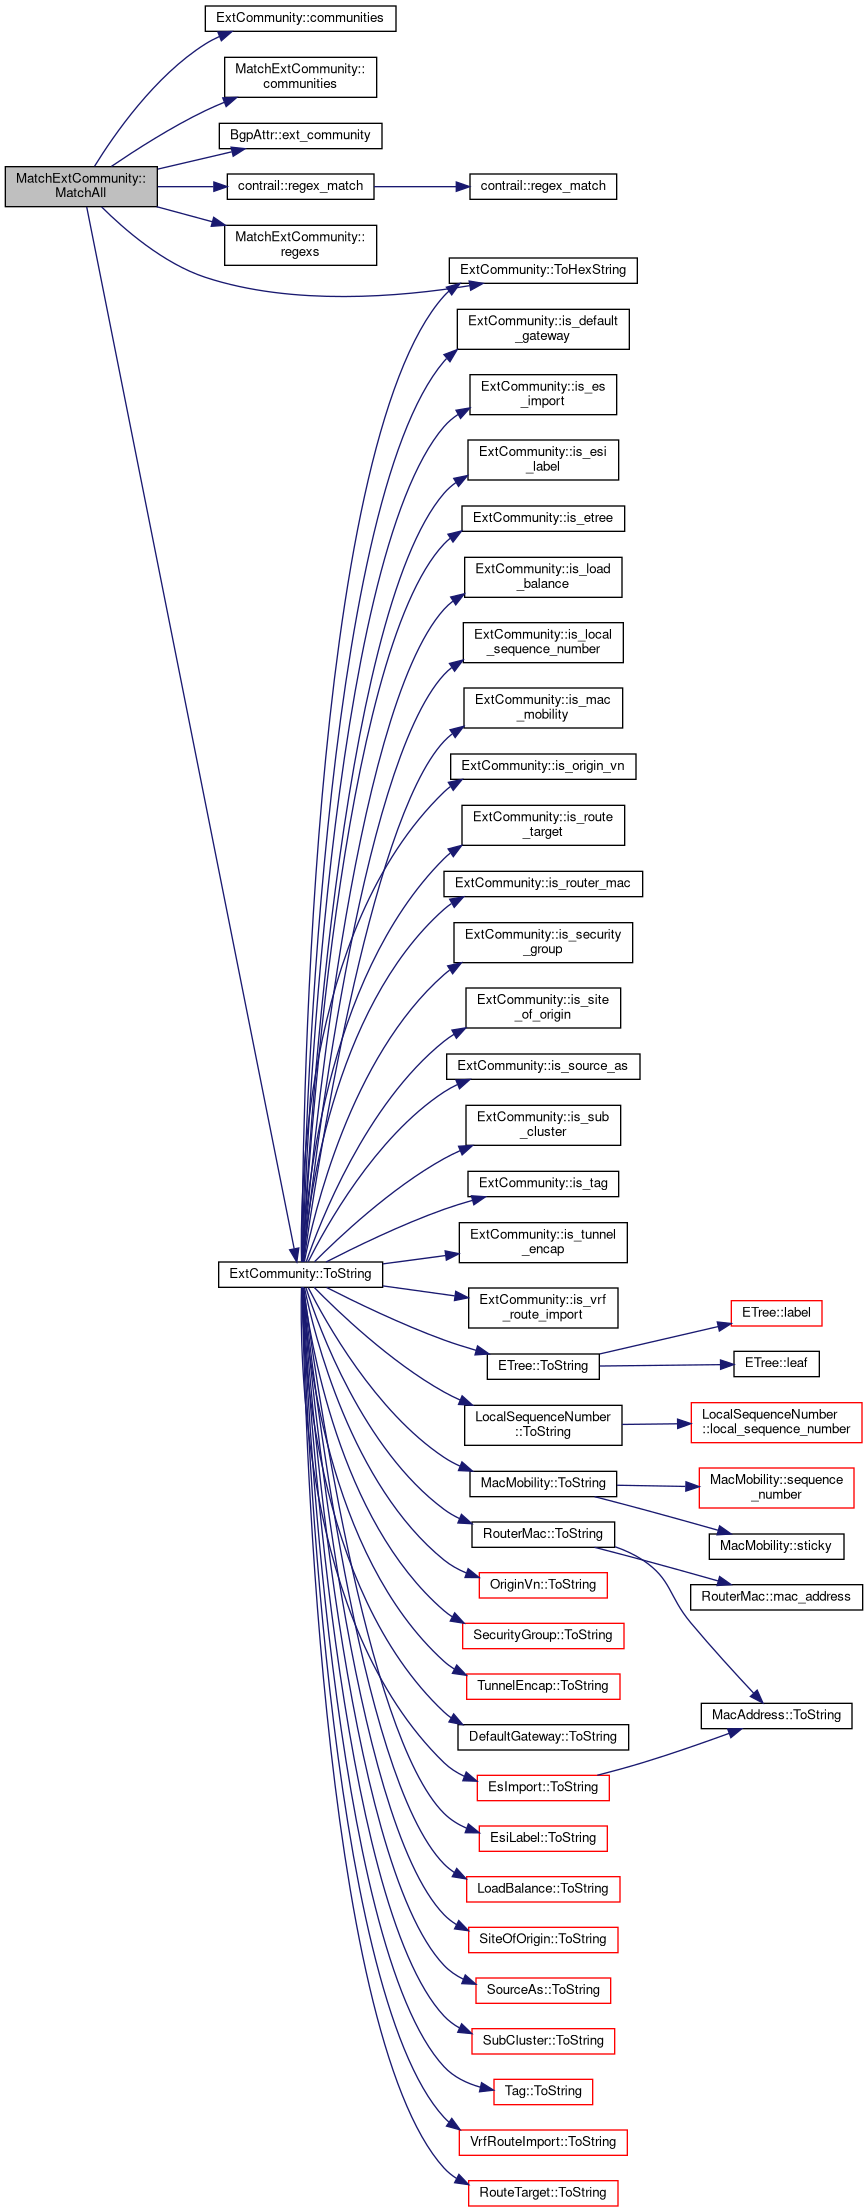 ExtCommunity::communities
MatchExtCommunity::
communities
BgpAttr::ext_community
MatchExtCommunity::
MatchAll
contrail::regex_match
contrail::regex_match
MatchExtCommunity::
regexs
ExtCommunity::ToHexString
ExtCommunity::is_default
_gateway
ExtCommunity::is_es
_import
ExtCommunity::is_esi
_label
ExtCommunity::is_etree
ExtCommunity::is_load
_balance
ExtCommunity::is_local
_sequence_number
ExtCommunity::is_mac
_mobility
ExtCommunity::is_origin_vn
ExtCommunity::is_route
_target
ExtCommunity::is_router_mac
ExtCommunity::is_security
_group
ExtCommunity::is_site
_of_origin
ExtCommunity::is_source_as
ExtCommunity::is_sub
_cluster
ExtCommunity::is_tag
ExtCommunity::is_tunnel
_encap
ExtCommunity::ToString
ExtCommunity::is_vrf
_route_import
ETree::ToString
ETree::label
ETree::leaf
LocalSequenceNumber
::ToString
LocalSequenceNumber
::local_sequence_number
MacMobility::ToString
MacMobility::sequence
_number
MacMobility::sticky
RouterMac::ToString
RouterMac::mac_address
OriginVn::ToString
SecurityGroup::ToString
TunnelEncap::ToString
MacAddress::ToString
DefaultGateway::ToString
EsImport::ToString
EsiLabel::ToString
LoadBalance::ToString
SiteOfOrigin::ToString
SourceAs::ToString
SubCluster::ToString
Tag::ToString
VrfRouteImport::ToString
RouteTarget::ToString